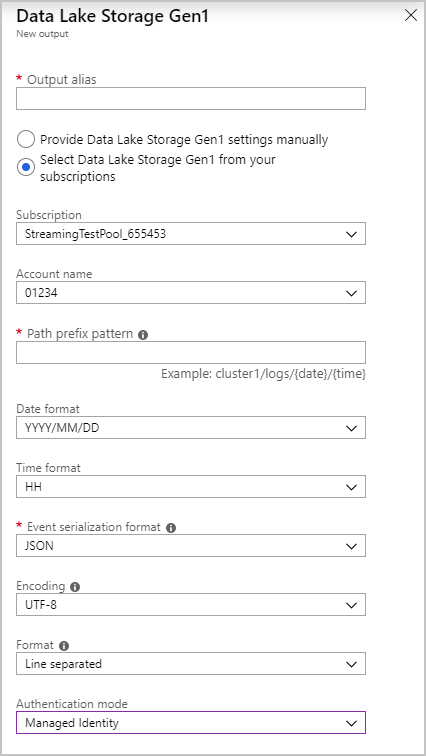 Data Lake Storage Gen1
New output
* Output alias
Provide Data Lake Storage Gen1 settings manually
Select Data Lake Storage Gen1 from your
subscriptions
Subscription
StreamingTestPool_655453
Account name
01234
* Path prefix pattern
Example: cluster1/logs/{date}/{time}
Date format
YYYY/MM/DD
Time format
HH
* Event serialization format
JSON
Encoding
UTF-8
Format
Line separated
Authentication mode
Managed Identity